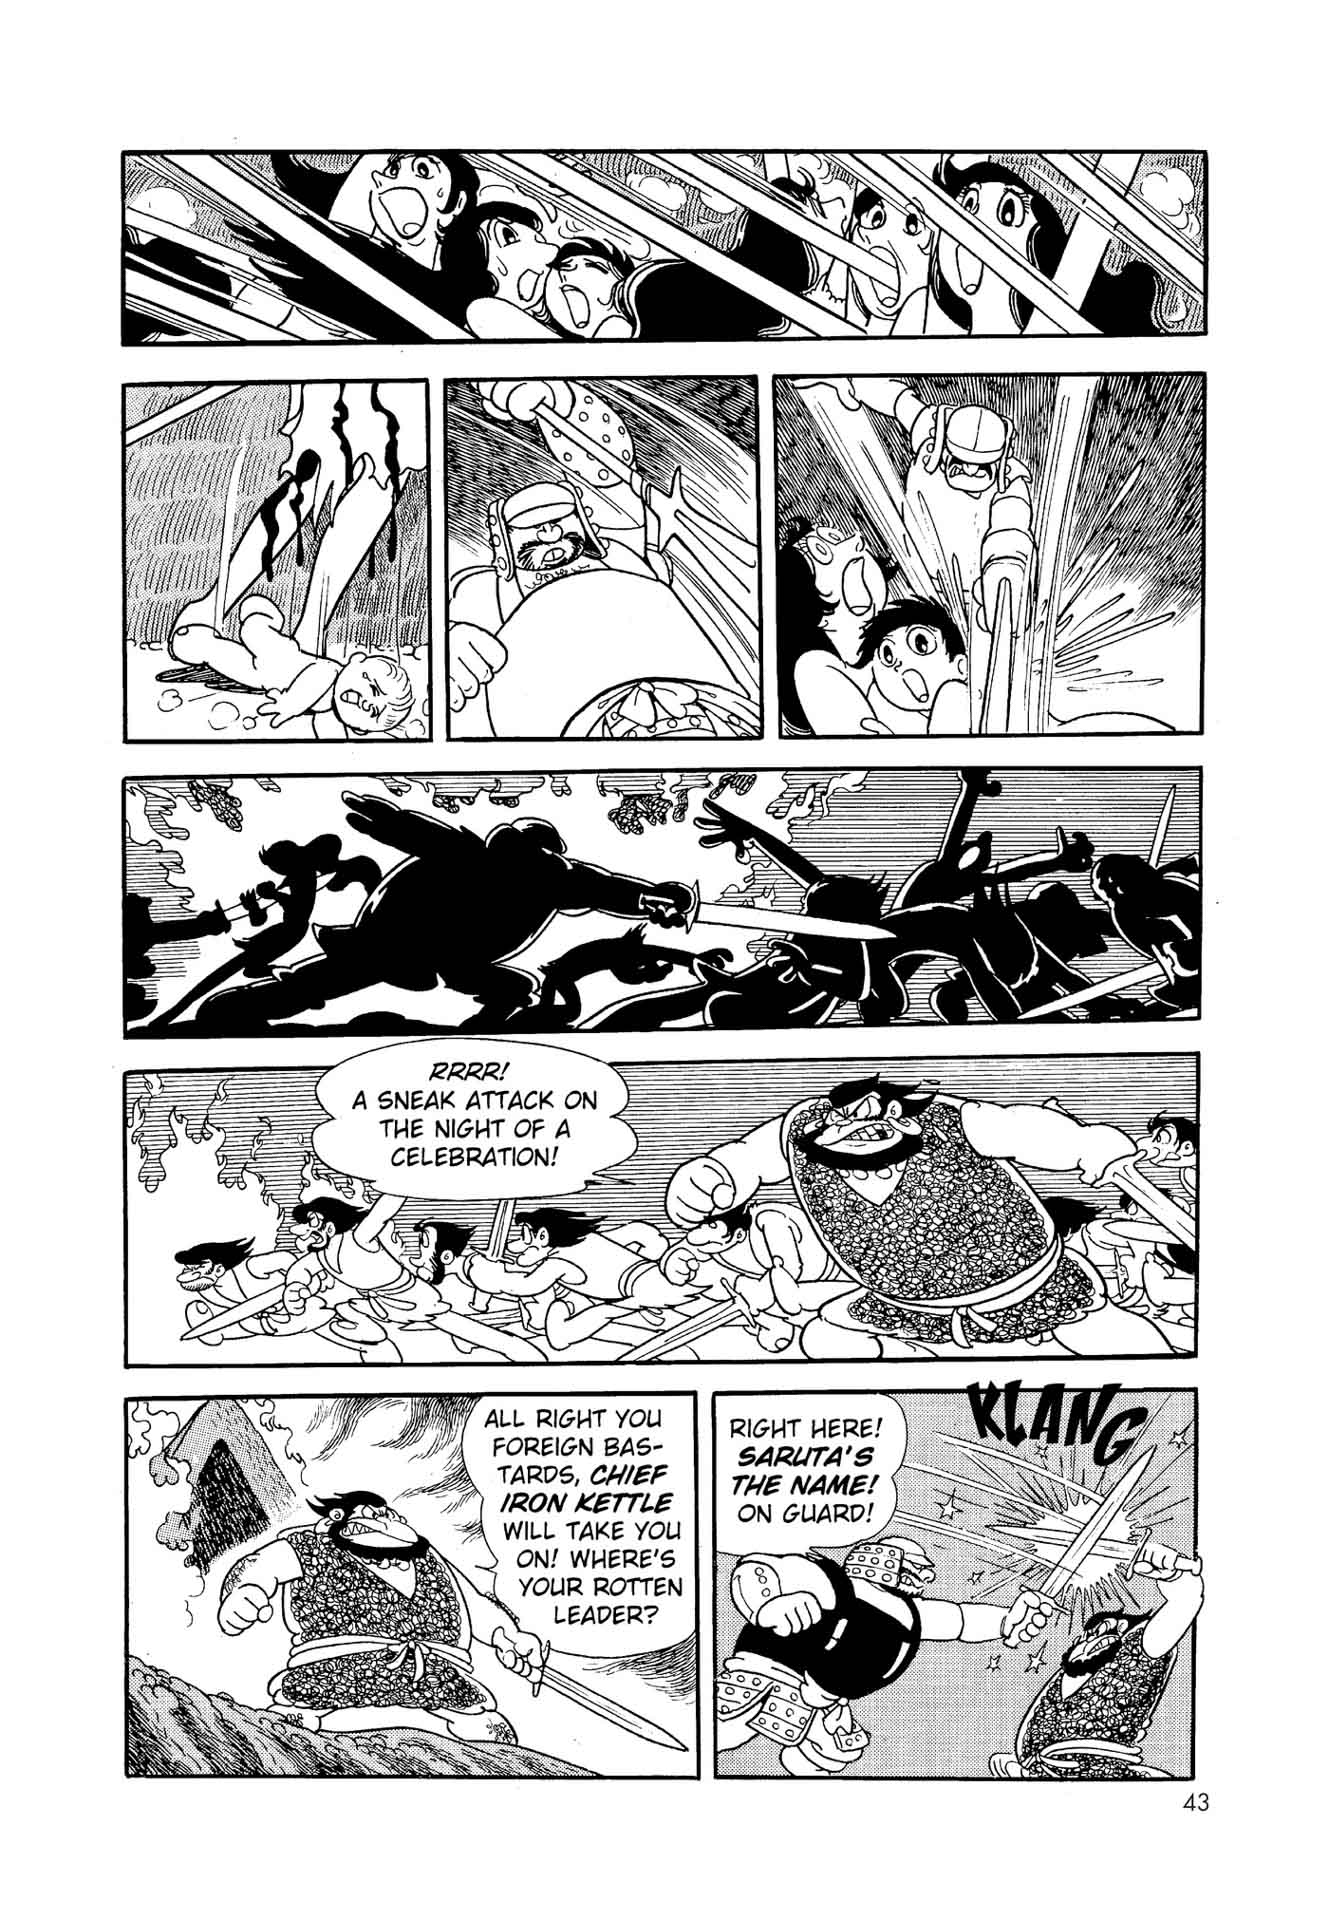 RRRR!
A SNEAK ATTACK ON
THE NIGHT OF A
CELEBRATION!
ALL RIGHT YOU
FOREIGN BAS-
TARDS, CHIEF
IRON KETTLE
WILL TAKE YOU
ON! WHERE'S
YOUR ROTTEN
LEADER?
RIGHT HERE!
SARUTA'S
THE NAME!
ON GUARD!
KLANG
43